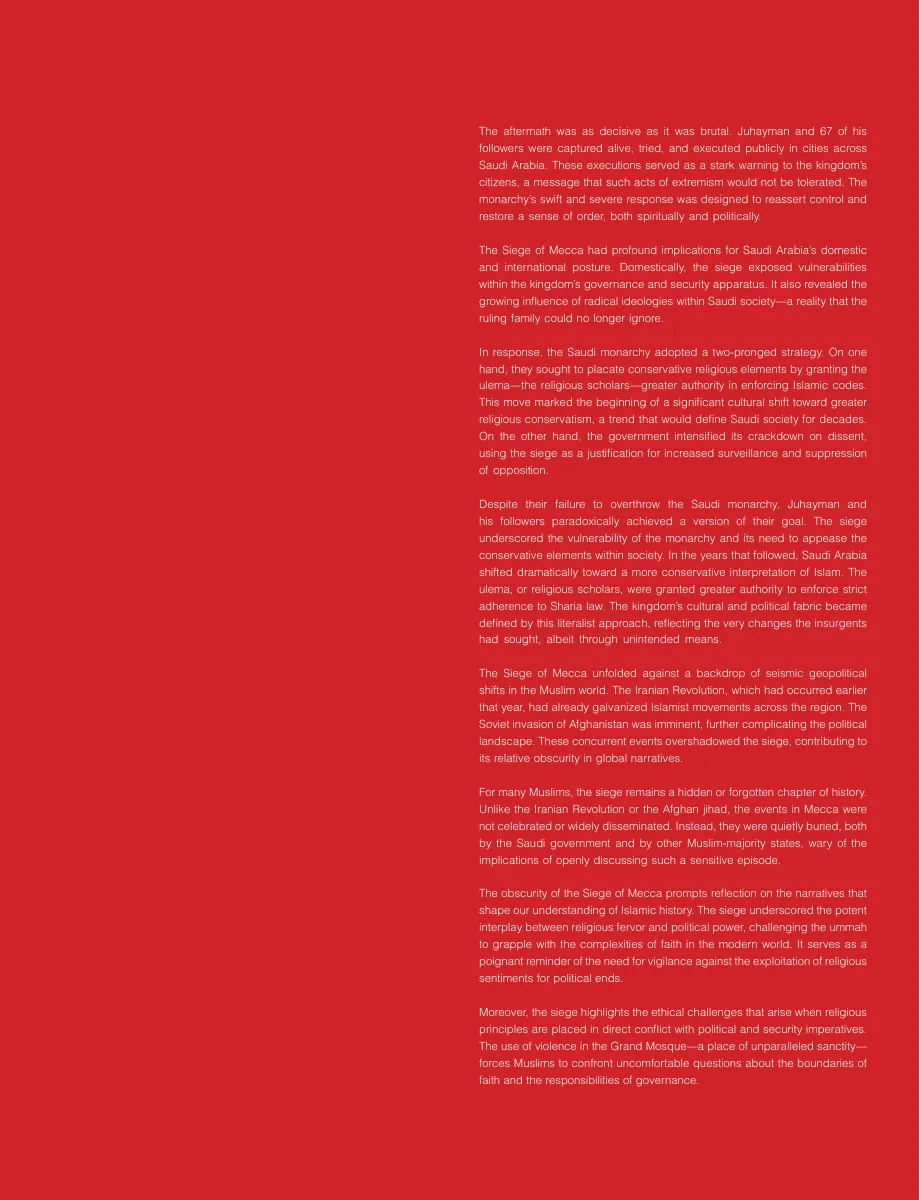 The aftermath was as decisive as it was brutal. Juhayman and 67 of his
followers were captured alive, tried, and executed publicly in cities across
Saudi Arabia. These executions served as a stark warning to the kingdom’s
citizens, a message that such acts of extremism would not be tolerated. The
monarchy’s swift and severe response was designed to reassert control and
restore a sense of order, both spiritually and politically.
The Siege of Mecca had profound implications for Saudi Arabia’s domestic
and international posture. Domestically, the siege exposed vulnerabilities
within the kingdom’s governance and security apparatus. It also revealed the
growing influence of radical ideologies within Saudi society—a reality that the
ruling family could no longer ignore.
In response, the Saudi monarchy adopted a two-pronged strategy. On one
hand, they sought to placate conservative religious elements by granting the
ulema—the religious scholars—greater authority in enforcing Islamic codes.
This move marked the beginning of a significant cultural shift toward greater
religious conservatism, a trend that would define Saudi society for decades.
On the other hand, the government intensified its crackdown on dissent,
using the siege as a justification for increased surveillance and suppression
of opposition.
Despite their failure to overthrow the Saudi monarchy, Juhayman and
his followers paradoxically achieved a version of their goal. The siege
underscored the vulnerability of the monarchy and its need to appease the
conservative elements within society. In the years that followed, Saudi Arabia
shifted dramatically toward a more conservative interpretation of Islam. The
ulema, or religious scholars, were granted greater authority to enforce strict
adherence to Sharia law. The kingdom’s cultural and political fabric became
defined by this literalist approach, reflecting the very changes the insurgents
had sought, albeit through unintended means.
The Siege of Mecca unfolded against a backdrop of seismic geopolitical
shifts in the Muslim world. The Iranian Revolution, which had occurred earlier
that year, had already galvanized Islamist movements across the region. The
Soviet invasion of Afghanistan was imminent, further complicating the political
landscape. These concurrent events overshadowed the siege, contributing to
its relative obscurity in global narratives.
For many Muslims, the siege remains a hidden or forgotten chapter of history.
Unlike the Iranian Revolution or the Afghan jihad, the events in Mecca were
not celebrated or widely disseminated. Instead, they were quietly buried, both
by the Saudi government and by other Muslim-majority states, wary of the
implications of openly discussing such a sensitive episode.
The obscurity of the Siege of Mecca prompts reflection on the narratives that
shape our understanding of Islamic history. The siege underscored the potent
interplay between religious fervor and political power, challenging the ummah
to grapple with the complexities of faith in the modern world. It serves as a
poignant reminder of the need for vigilance against the exploitation of religious
sentiments for political ends.
Moreover, the siege highlights the ethical challenges that arise when religious
principles are placed in direct conflict with political and security imperatives.
The use of violence in the Grand Mosque—a place of unparalleled sanctity—
forces Muslims to confront uncomfortable questions about the boundaries of
faith and the responsibilities of governance.